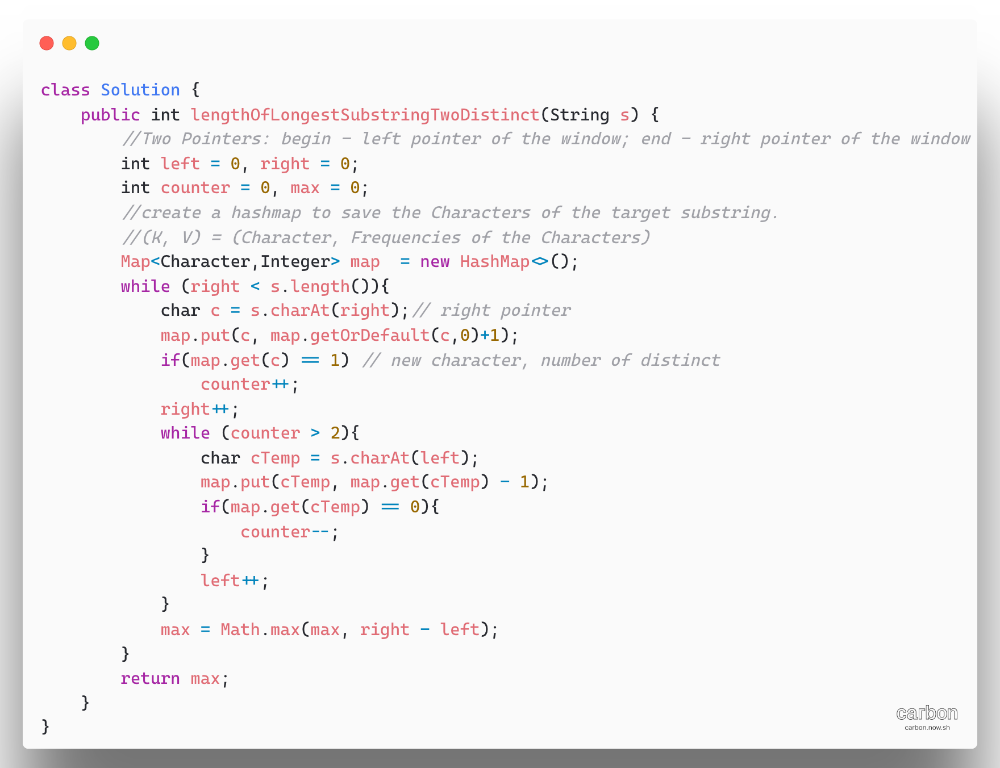 class Solution {
    public int lengthOfLongestSubstringTwoDistinct(String s) {
        //Two Pointers: begin - left pointer of the window; end - right pointer of the window
        int left = 0, right = 0;
        int counter = 0, max = 0;
        //create a hashmap to save the Characters of the target substring.
        //(K, V) = (Character, Frequencies of the Characters)
        Map<Character,Integer> map  = new HashMap<>();
        while (right < s.length()){
            char c = s.charAt(right);// right pointer
            map.put(c, map.getOrDefault(c,0)+1);
            if(map.get(c) == 1) // new character, number of distinct
                counter++;
            right++;
            while (counter > 2){
                char cTemp = s.charAt(left);
                map.put(cTemp, map.get(cTemp) - 1);
                if(map.get(cTemp) == 0){
                    counter--;
                }
                left++;
            }
            max = Math.max(max, right - left);
        }
        return max;
    }
}
carbon
carbon.now.sh